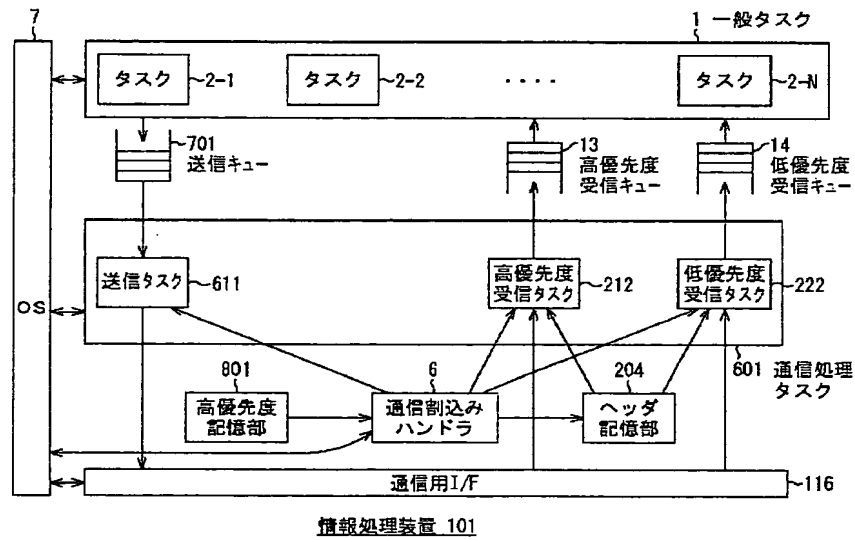 7
1 一般タスク
タスク
2-1
タスク
2-2
....
タスク
2-N
701
送信キュー
13
高優先度
受信キュー
14
低優先度
受信キュー
OS
送信タスク
611
高優先度
受信タスク
212
低優先度
受信タスク
222
601 通信処理
タスク
801
高優先度
記憶部
6
通信割込み
ハンドラ
204
ヘッダ
記憶部
通信用I/F
116
情報処理装置 101